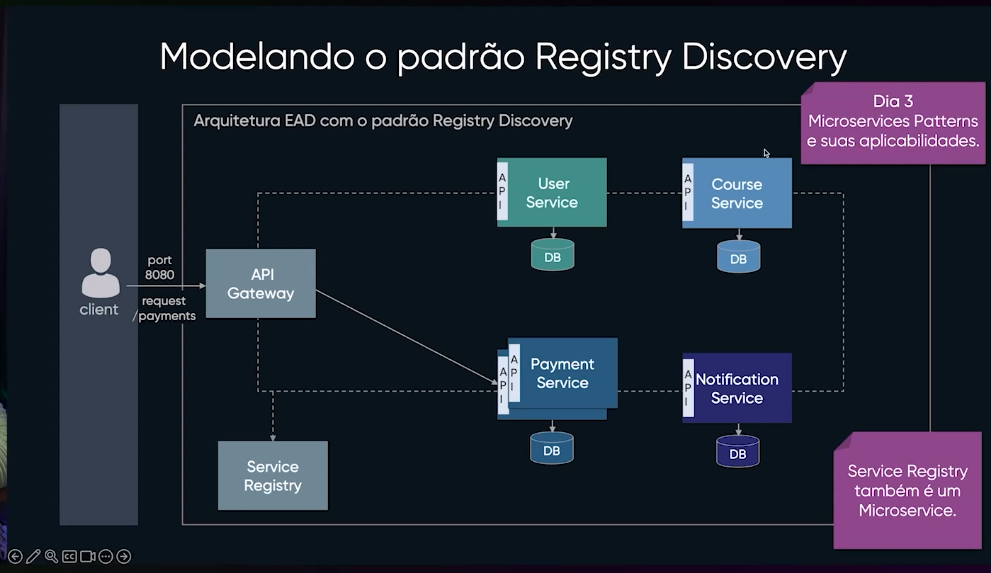 Modelando o padrão Registry Discovery
Dia 3
Microservices Patterns
e suas aplicabilidades.
Arquitetura EAD com o padrão Registry Discovery
API
User
Service
DB
API
Course
Service
DB
client
port
8080
request
/payments
API
Gateway
API
API
Payment
Service
DB
API
Notification
Service
DB
Service
Registry
Service Registry
também é um
Microservice.
CC